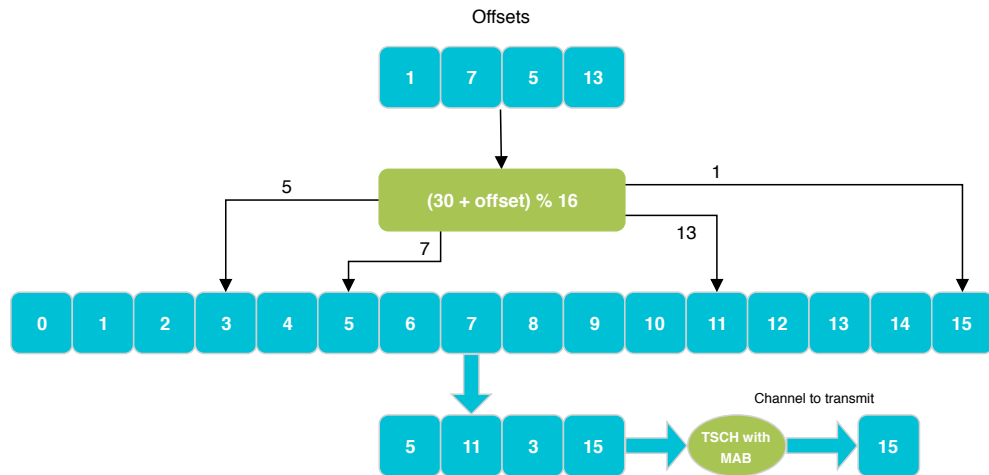 Offsets
1 7 5 13
1
5
(30 + offset) % 16
13
7
0 1 2 3 4 5 6 7 8 9 10 11 12 13 14 15
Channel to transmit
5 11 3 15
TSCH with
MAB
15